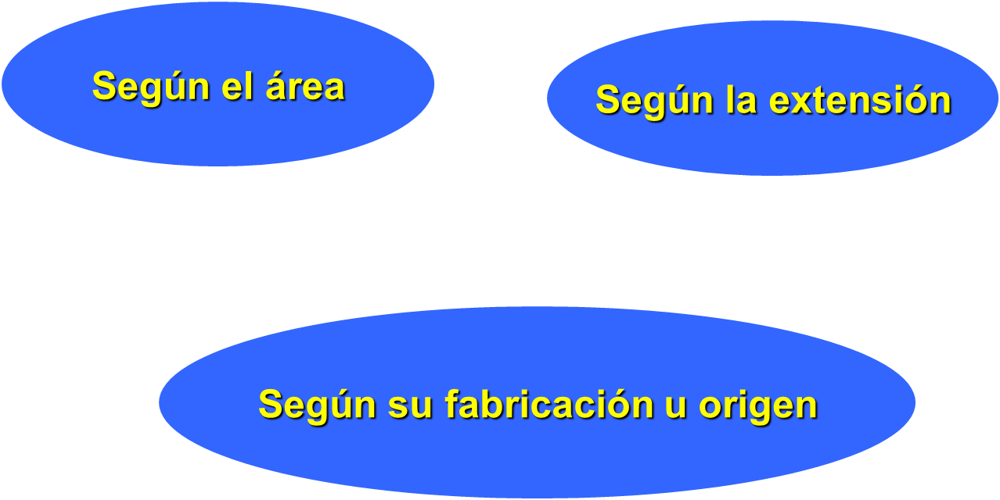 Según el área
Según la extensión
Según su fabricación u origen